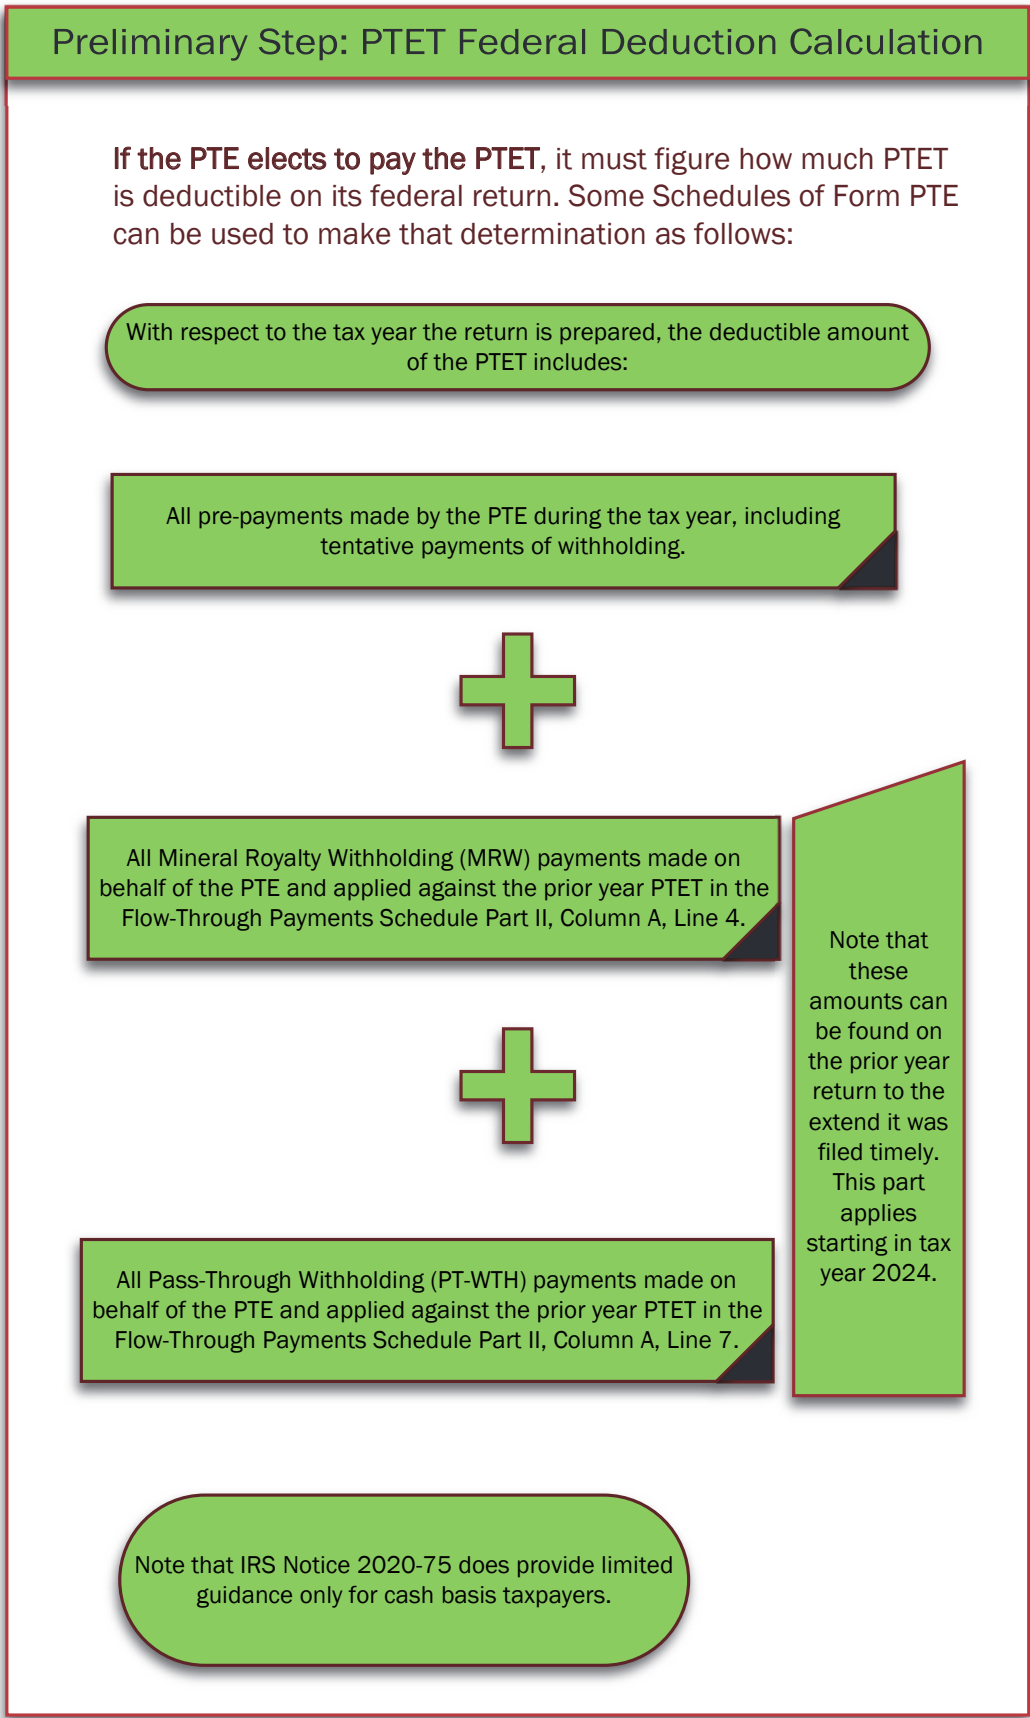 Preliminary Step: PTET Federal Deduction Calculation
If the PTE elects to pay the PTET, it must figure how much PTET
is deductible on its federal return. Some Schedules of Form PTE
can be used to make that determination as follows:
With respect to the tax year the return is prepared, the deductible amount
of the PTET includes:
All pre-payments made by the PTE during the tax year, including
tentative payments of withholding.
All Mineral Royalty Withholding (MRW) payments made on
behalf of the PTE and applied against the prior year PTET in the
Flow-Through Payments Schedule Part II, Column A, Line 4.
Note that
these
amounts can
be found on
the prior year
return to the
extend it was
filed timely.
This part
applies
starting in tax
year 2024.
All Pass-Through Withholding (PT-WTH) payments made on
behalf of the PTE and applied against the prior year PTET in the
Flow-Through Payments Schedule Part II, Column A, Line 7.
Note that IRS Notice 2020-75 does provide limited
guidance only for cash basis taxpayers.